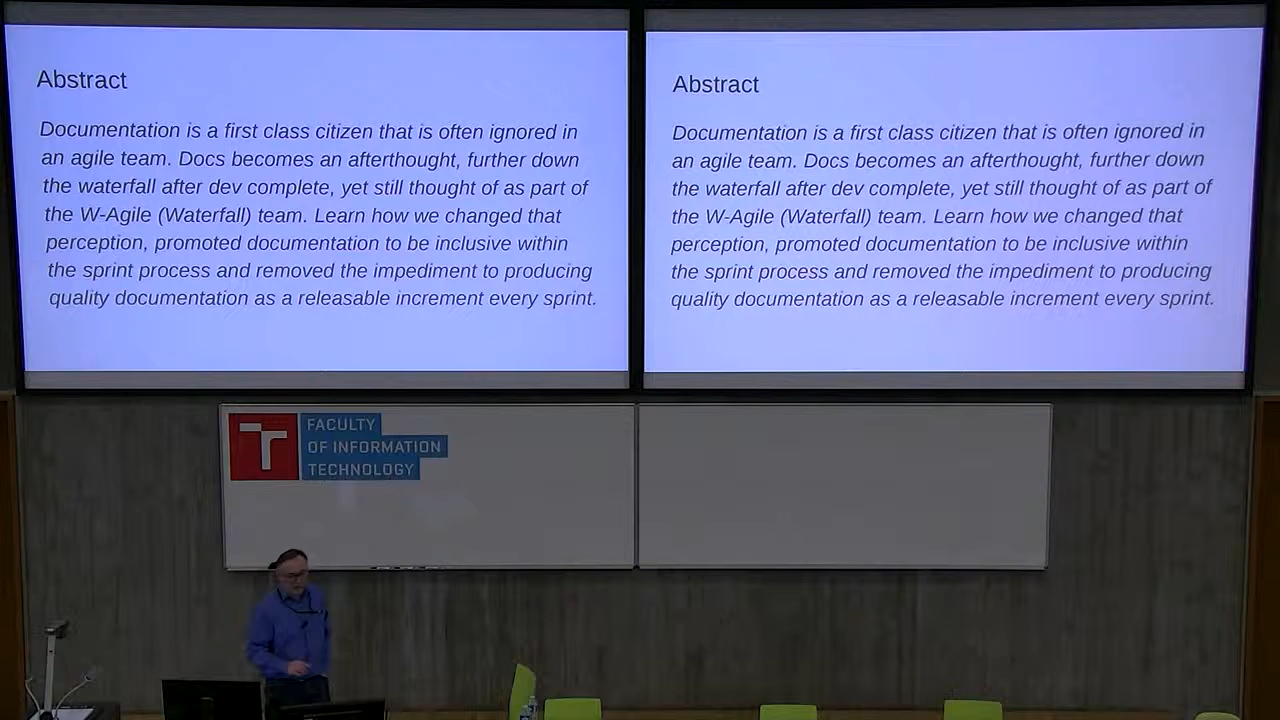 Abstract
Documentation is a first class citizen that is often ignored in
an agile team. Docs becomes an afterthought, further down
the waterfall after dev complete, yet still thought of as part of
the W-Agile (Waterfall) team. Learn how we changed that
perception, promoted documentation to be inclusive within
the sprint process and removed the impediment to producing
quality documentation as a releasable increment every sprint.
Abstract
Documentation is a first class citizen that is often ignored in
an agile team. Docs becomes an afterthought, further down
the waterfall after dev complete, yet still thought of as part of
the W-Agile (Waterfall) team. Learn how we changed that
perception, promoted documentation to be inclusive within
the sprint process and removed the impediment to producing
quality documentation as a releasable increment every sprint.
T
FACULTY
OF INFORMATION
TECHNOLOGY